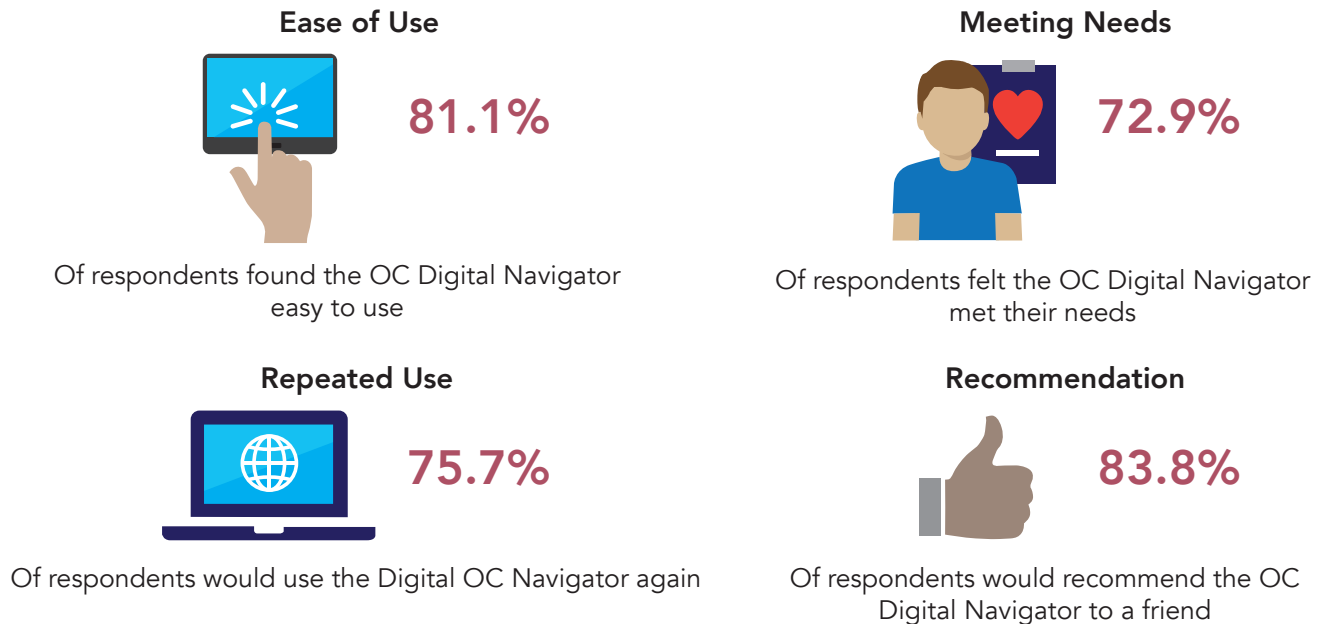 Ease of Use
81.1%
Of respondents found the OC Digital Navigator
easy to use
Meeting Needs
72.9%
Of respondents felt the OC Digital Navigator
met their needs
Repeated Use
75.7%
Of respondents would use the Digital OC Navigator again
Recommendation
83.8%
Of respondents would recommend the OC
Digital Navigator to a friend